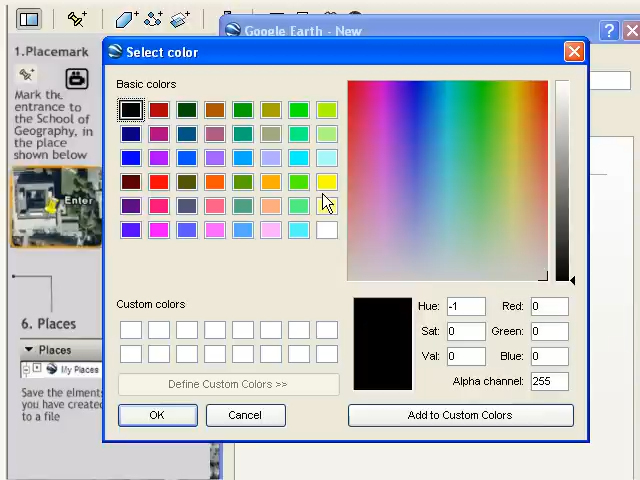 Google Earth - New
Select color
1.Placemark
Mark the
entrance to
the School of
Geography, in
the place
shown below
Enter
6. Places
Places
My Places
Save the elments
you have created
to a file
Basic colors
Custom colors
Define Custom Colors >>
OK
Cancel
Hue: -1
Red: 0
Sat: 0
Green: 0
Val: 0
Blue: 0
Alpha channel: 255
Add to Custom Colors